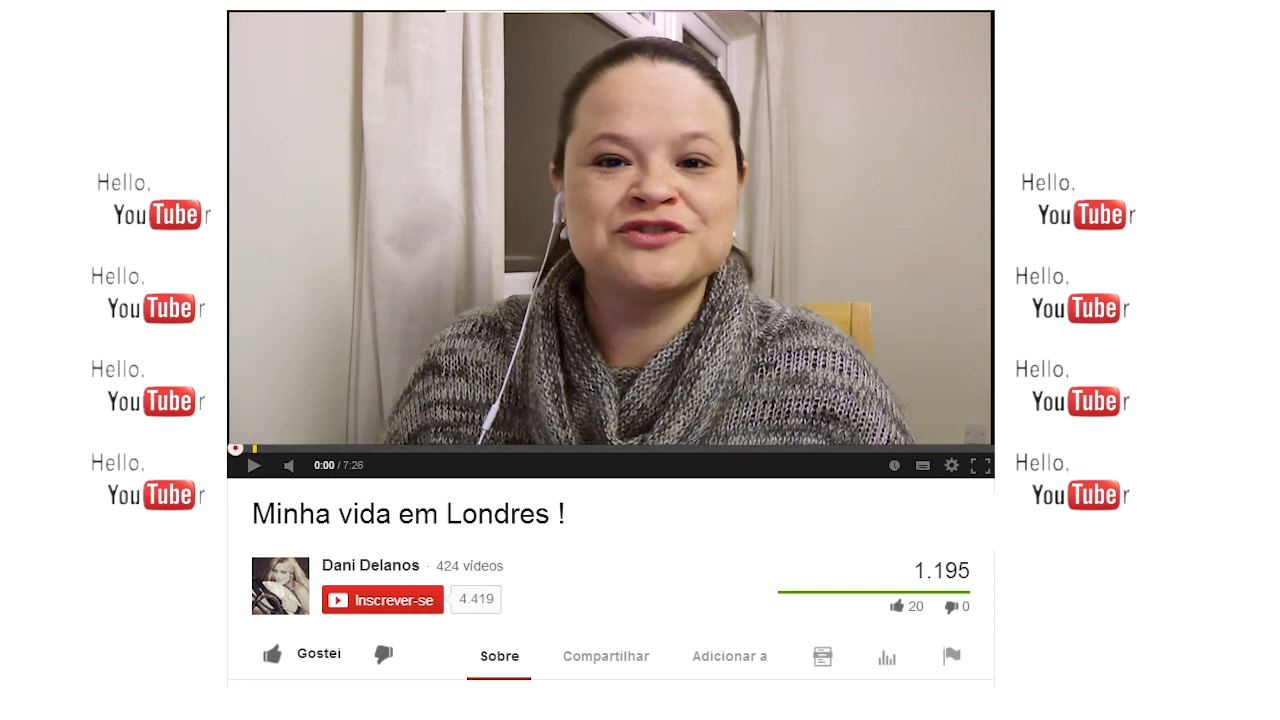 Hello,
YouTuber
Hello,
YouTuber
Hello,
YouTuber
Hello,
YouTuber
0:00 / 7:26
Minha vida em Londres !
Dani Delanos · 424 vídeos
Inscrever-se 4.419
1.195
20 0
Gostei Sobre Compartilhar Adicionar a
Hello,
YouTuber
Hello,
YouTuber
Hello,
YouTuber
Hello,
YouTuber